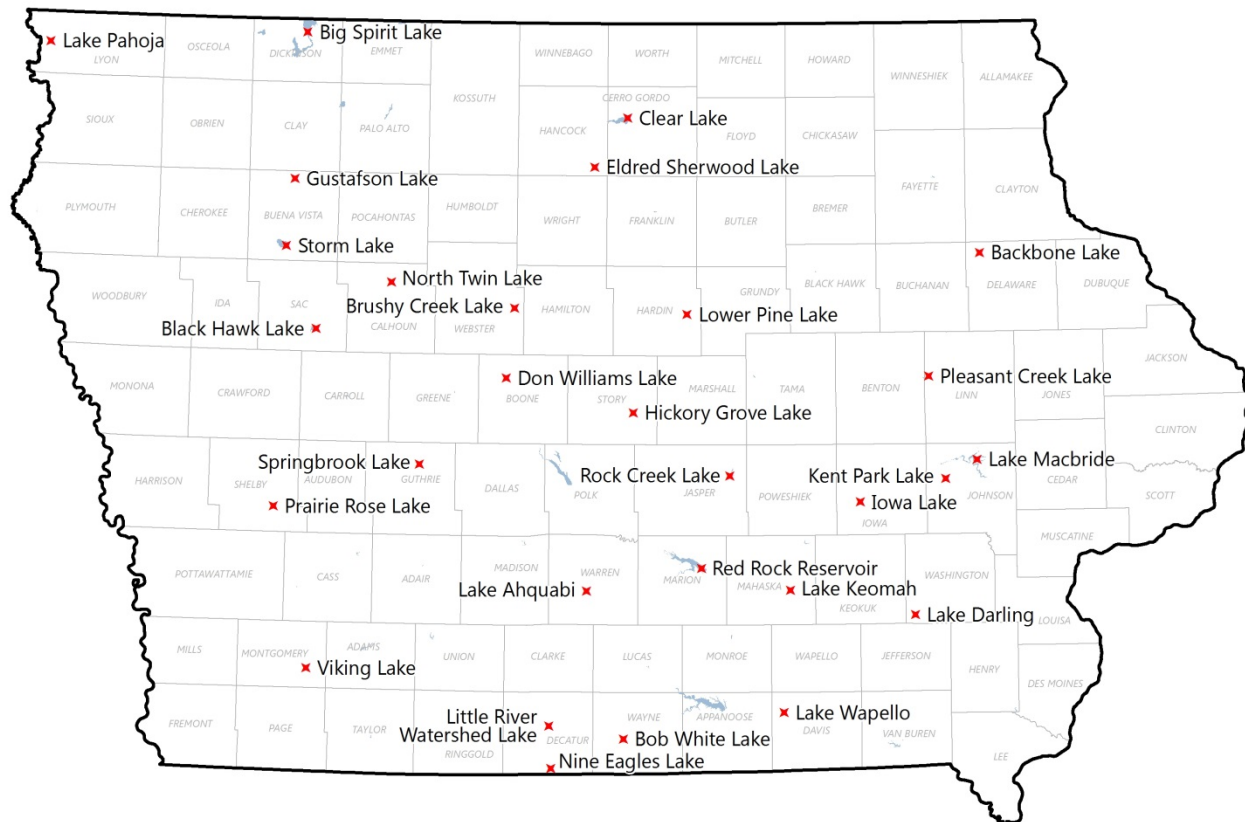 Big Spirit Lake
Lake Pahoja
OSCEOLA
DICKINSON
EMMET
LYON
WINNEBAGO
WORTH
MITCHELL
HOWARD
WINNESHIEK
ALLAMAKEE
KOSSUTH
CERRO GORDO
SIOUX
OBRIEN
CLAY
PALO ALTO
HANCOCK
Clear Lake
FLOYD
CHICKASAW
Eldred Sherwood Lake
Gustafson Lake
FAYETTE
CLAYTON
PLYMOUTH
CHEROKEE
BUENA VISTA
POCAHONTAS
HUMBOLDT
WRIGHT
FRANKLIN
BUTLER
BREMER
Storm Lake
Backbone Lake
North Twin Lake
WOODBURY
IDA
SAC
Brushy Creek Lake
HAMILTON
HARDIN
GRUNDY
BLACK HAWK
BUCHANAN
DELAWARE
DUBUQUE
Black Hawk Lake
CALHOUN
WEBSTER
Lower Pine Lake
MONONA
CRAWFORD
CARROLL
GREENE
Don Williams Lake
BOONE
STORY
MARSHALL
TAMA
BENTON
Pleasant Creek Lake
LINN
JONES
JACKSON
Hickory Grove Lake
CLINTON
Springbrook Lake
HARRISON
SHELBY
AUDUBON
GUTHRIE
DALLAS
POLK
Rock Creek Lake
JASPER
POWESHIEK
Kent Park Lake
Lake Macbride
JOHNSON
CEDAR
SCOTT
Prairie Rose Lake
Iowa Lake
IOWA
MUSCATINE
POTTAWATTAMIE
CASS
ADAIR
MADISON
WARREN
MARION
Red Rock Reservoir
MAHASKA
WASHINGTON
Lake Ahquabi
Lake Keomah
KEOKUK
Lake Darling
LOUISA
MILLS
MONTGOMERY
ADAMS
UNION
CLARKE
LUCAS
MONROE
WAPELLO
JEFFERSON
HENRY
Viking Lake
DES MOINES
FREMONT
PAGE
TAYLOR
RINGGOLD
Little River
Watershed Lake
DECATUR
WAYNE
APPANOOSE
Lake Wapello
DAVIS
VAN BUREN
Bob White Lake
LEE
Nine Eagles Lake